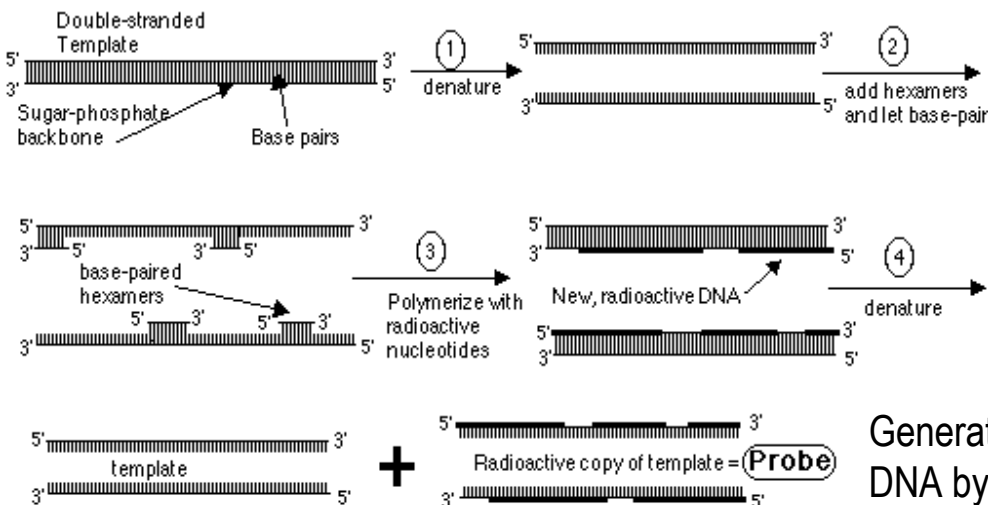 Double-stranded
Template
5' 3'
3' 5'
Sugar-phosphate
backbone
Base pairs
1
denature
5' 3'
3' 5'
2
add hexamers
and let base-pair
5' 3'
3' 5' 3' 5'
base-paired
hexamers
5' 3' 5' 3'
3' 5'
3
Polymerize with
radioactive
nucleotides
5' 3'
3' 5'
New, radioactive DNA
5' 3'
3' 5'
4
denature
5' 3'
template
3' 5'
+
5' 3'
Radioactive copy of template = Probe
3' 5'
DNA by